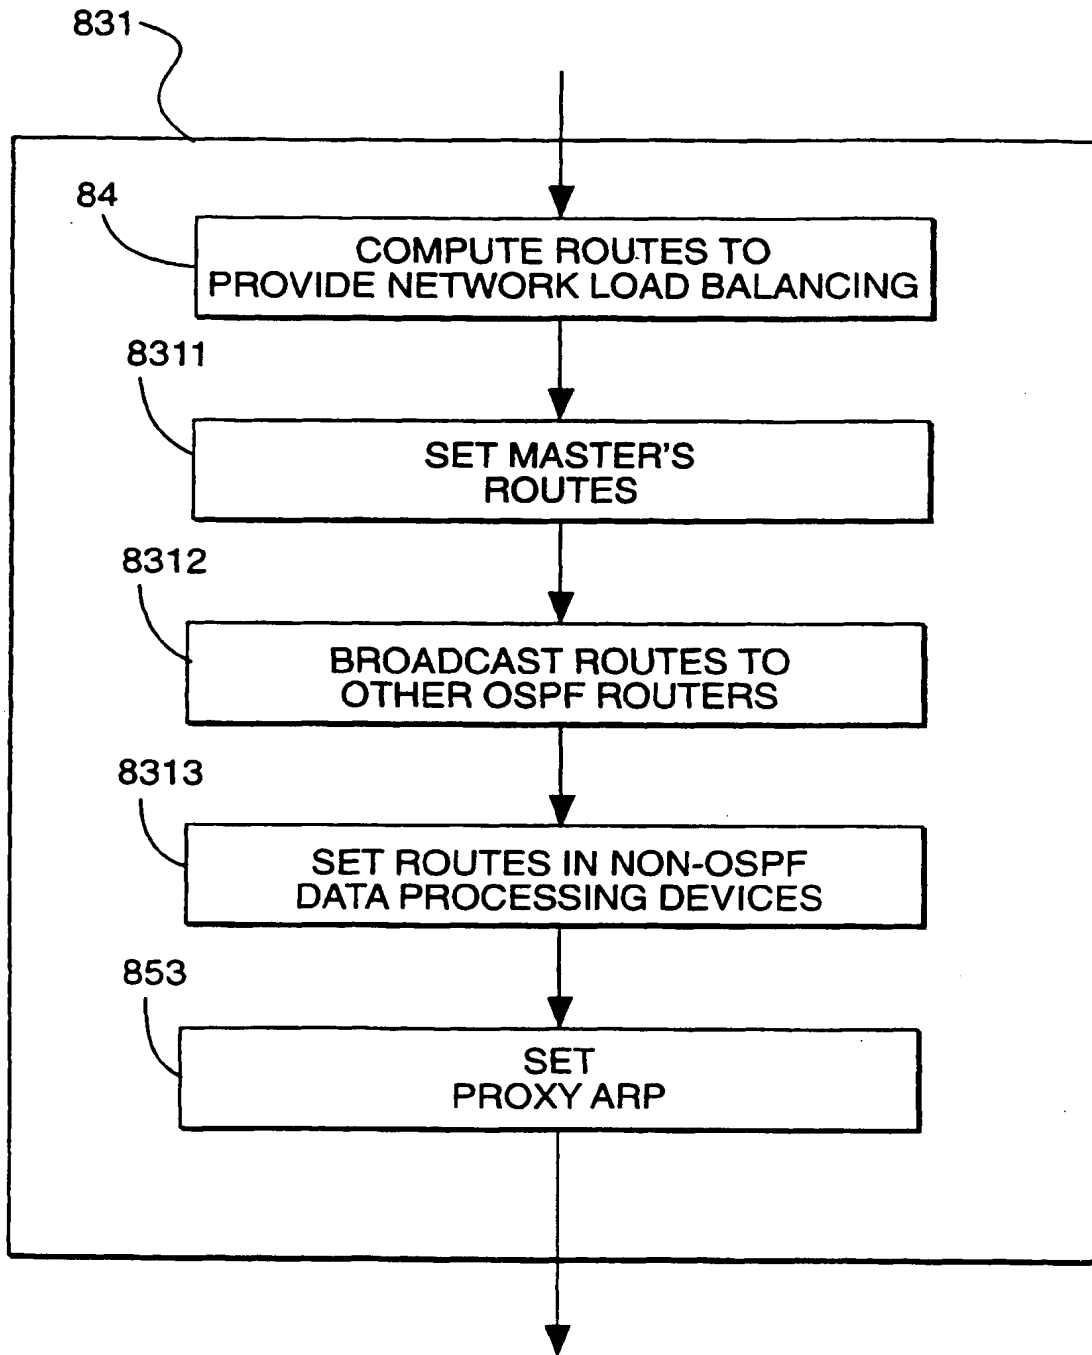 831
84
COMPUTE ROUTES TO
PROVIDE NETWORK LOAD BALANCING
8311
SET MASTER'S
ROUTES
8312
BROADCAST ROUTES TO
OTHER OSPF ROUTERS
8313
SET ROUTES IN NON-OSPF
DATA PROCESSING DEVICES
853
SET
PROXY ARP